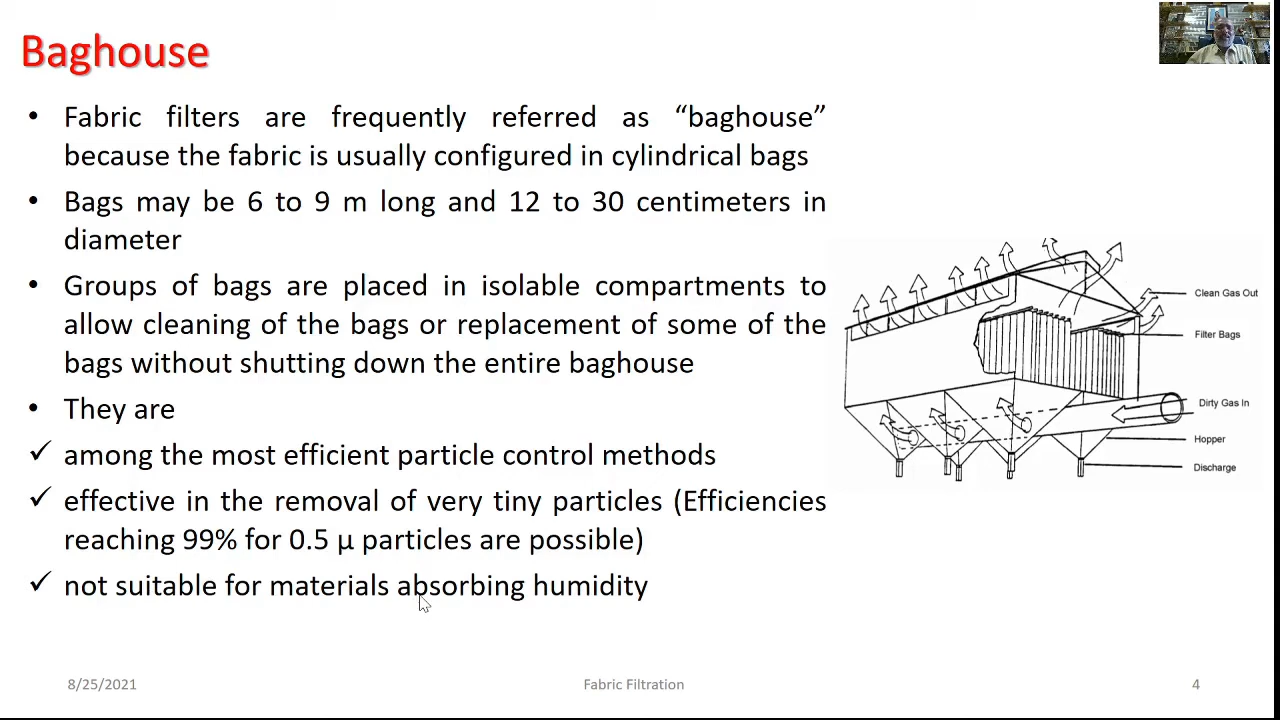 Baghouse
• Fabric filters are frequently referred as “baghouse”
because the fabric is usually configured in cylindrical bags
• Bags may be 6 to 9 m long and 12 to 30 centimeters in
diameter
• Groups of bags are placed in isolable compartments to
allow cleaning of the bags or replacement of some of the
bags without shutting down the entire baghouse
• They are
✓ among the most efficient particle control methods
✓ effective in the removal of very tiny particles (Efficiencies
reaching 99% for 0.5 µ particles are possible)
✓ not suitable for materials absorbing humidity
Clean Gas Out
Filter Bags
Dirty Gas In
Hopper
Discharge
8/25/2021
Fabric Filtration
4